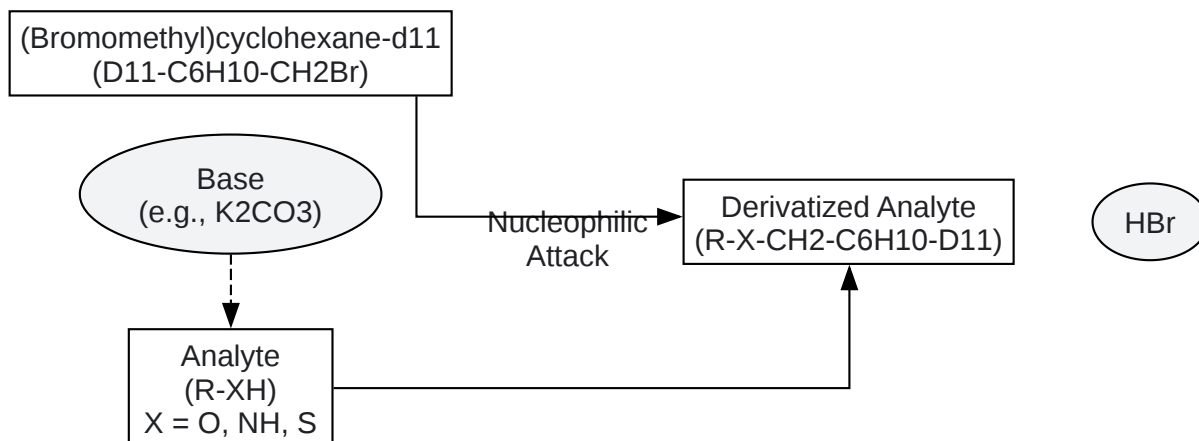 (Bromomethyl)cyclohexane-d11
(D11-C6H10-CH2Br)
Base
(e.g., K2CO3)
Nucleophilic
Attack
Derivatized Analyte
(R-X-CH2-C6H10-D11)
HBr
Analyte
(R-XH)
X = O, NH, S